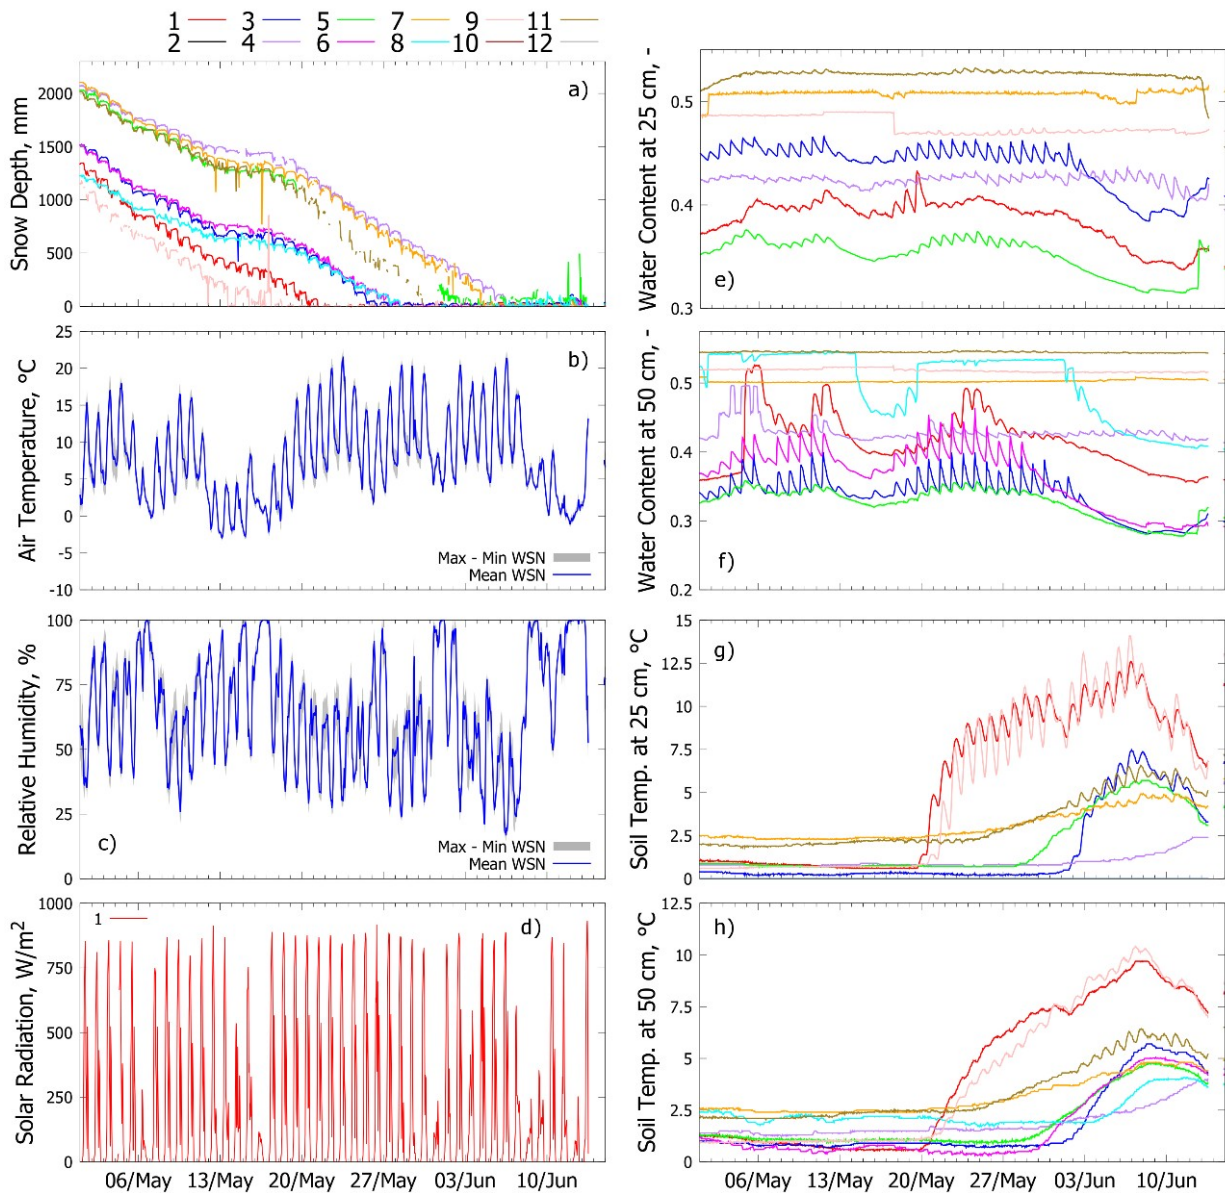 1 3 5 7 9 11
2 4 6 8 10 12
Snow Depth, mm
2000
1500
1000
500
0
a)
Air Temperature, °C
25
20
15
10
5
0
-5
-10
b)
Max - Min WSN
Mean WSN
Relative Humidity, %
100
75
50
25
0
c)
Max - Min WSN
Mean WSN
Solar Radiation, W/m²
1000
750
500
250
0
1
d)
06/May 13/May 20/May 27/May 03/Jun 10/Jun
Water Content at 25 cm, -
0.5
0.4
0.3
e)
Water Content at 50 cm, -
0.5
0.4
0.3
0.2
f)
Soil Temp. at 25 cm, °C
15
12.5
10
7.5
5
2.5
0
g)
Soil Temp. at 50 cm, °C
12.5
10
7.5
5
2.5
0
h)
06/May 13/May 20/May 27/May 03/Jun 10/Jun